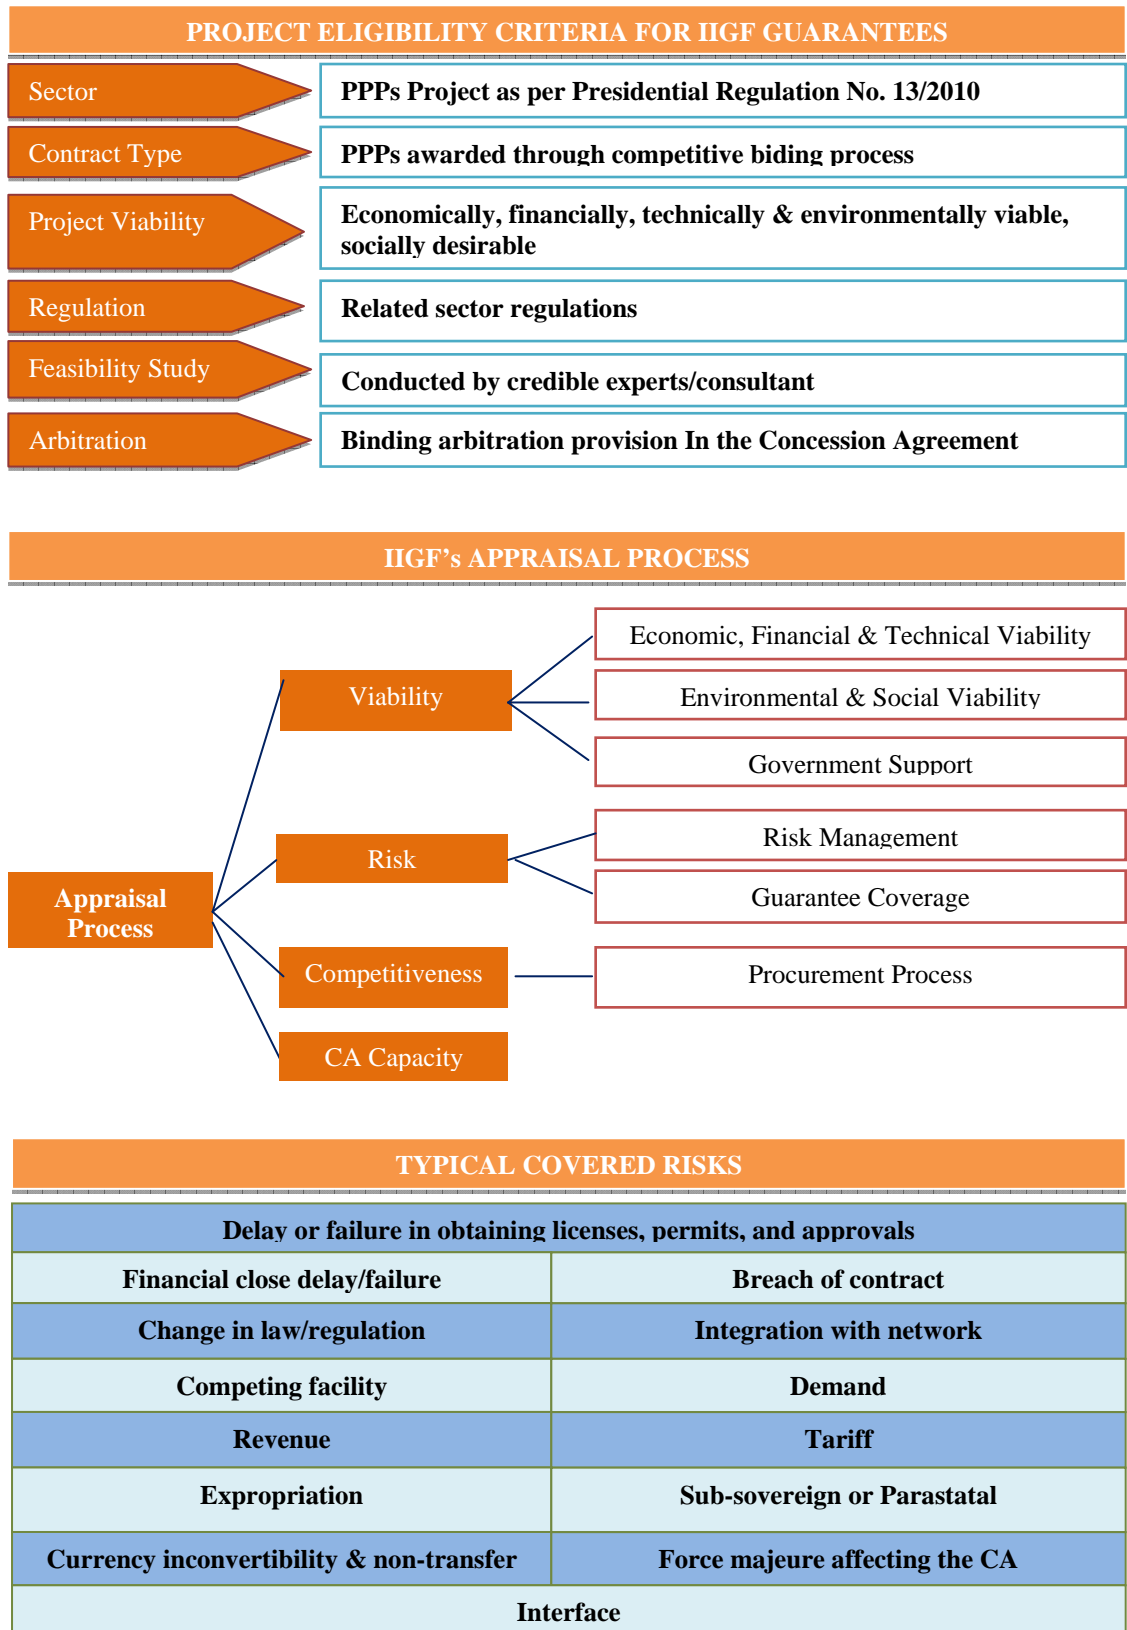 PROJECT ELIGIBILITY CRITERIA FOR IIGF GUARANTEES
Sector
PPPs Project as per Presidential Regulation No. 13/2010
Contract Type
PPPs awarded through competitive biding process
Project Viability
Economically, financially, technically & environmentally viable,
socially desirable
Regulation
Related sector regulations
Feasibility Study
Conducted by credible experts/consultant
Arbitration
Binding arbitration provision In the Concession Agreement
IIGF's APPRAISAL PROCESS
Economic, Financial & Technical Viability
Viability
Environmental & Social Viability
Government Support
Risk Management
Risk
Guarantee Coverage
Appraisal
Process
Competitiveness
Procurement Process
CA Capacity
TYPICAL COVERED RISKS
Delay or failure in obtaining licenses, permits, and approvals
Financial close delay/failure
Breach of contract
Change in law/regulation
Integration with network
Competing facility
Demand
Revenue
Tariff
Expropriation
Sub-sovereign or Parastatal
Currency inconvertibility & non-transfer
Force majeure affecting the CA
Interface